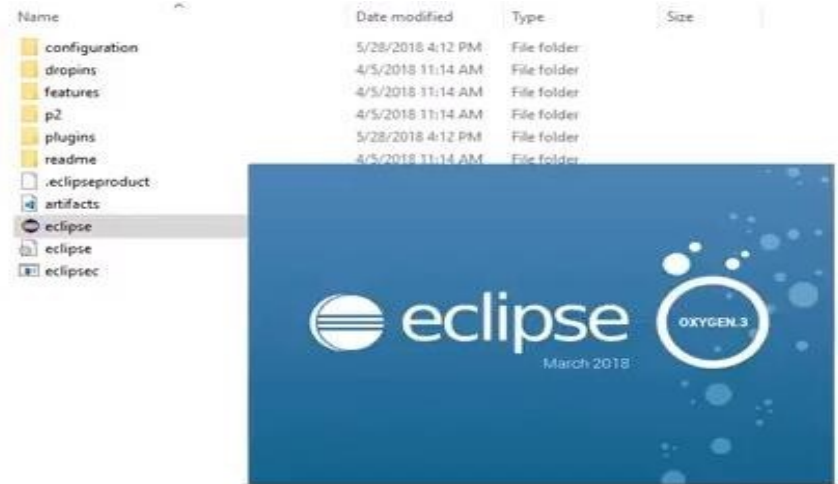 Name Date modified Type Size
configuration 5/28/2018 4:12 PM File folder
dropins 4/5/2018 11:14 AM File folder
features 4/5/2018 11:14 AM File folder
p2 4/5/2018 11:14 AM File folder
plugins 5/28/2018 4:12 PM File folder
readme 4/5/2018 11:14 AM File folder
.eclipseproduct
artifacts
eclipse
eclipse
eclipsec
eclipse
OXYGEN.3
March 2018